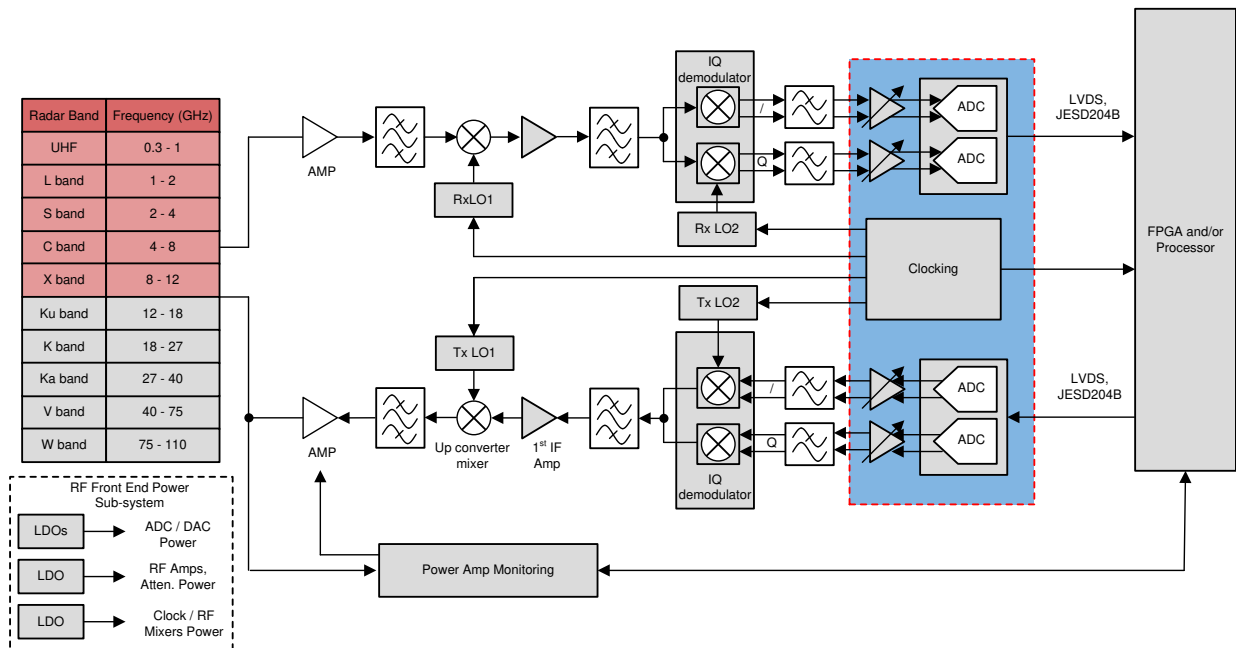 Radar Band Frequency (GHz)
UHF 0.3 - 1
L band 1 - 2
S band 2 - 4
C band 4 - 8
X band 8 - 12
Ku band 12 - 18
K band 18 - 27
Ka band 27 - 40
V band 40 - 75
W band 75 - 110
RF Front End Power
Sub-system
LDOs
ADC / DAC
Power
LDO
RF Amps,
Atten. Power
LDO
Clock / RF
Mixers Power
AMP
RxLO1
IQ
demodulator
/
Q
Rx LO2
ADC
ADC
LVDS,
JESD204B
Clocking
FPGA and/or
Processor
Tx LO2
Tx LO1
AMP
Up converter
mixer
1st IF
Amp
/
Q
IQ
demodulator
ADC
ADC
LVDS,
JESD204B
Power Amp Monitoring